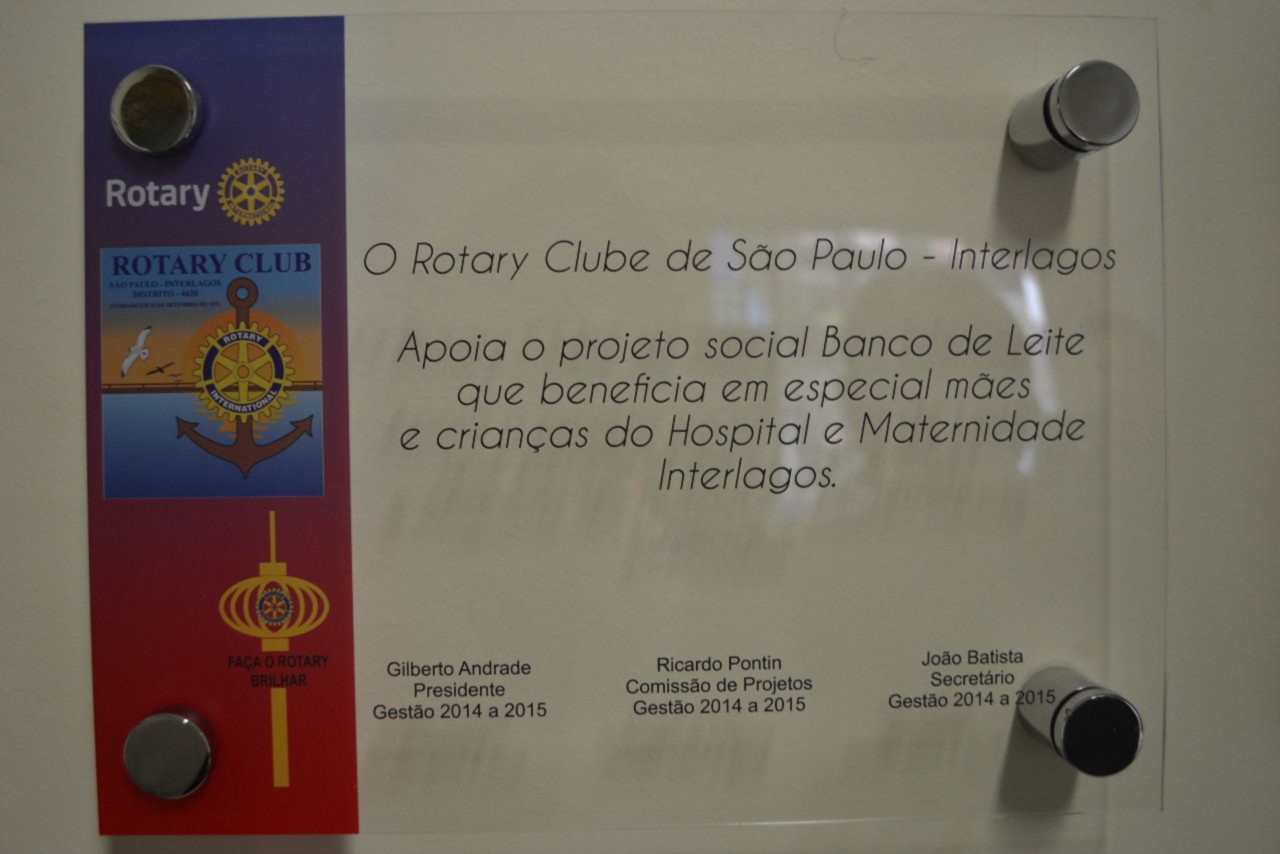 Rotary
ROTARY CLUB
SÃO PAULO - INTERLAGOS
DISTRITO - 4420
ROTARY
INTERNATIONAL
FAÇA O ROTARY
BRILHAR
O Rotary Clube de São Paulo - Interlagos
Apoia o projeto social Banco de Leite
que beneficia em especial mães
e crianças do Hospital e Maternidade
Interlagos.
Gilberto Andrade
Presidente
Gestão 2014 a 2015
Ricardo Pontin
Comissão de Projetos
Gestão 2014 a 2015
João Batista
Secretário
Gestão 2014 a 2015